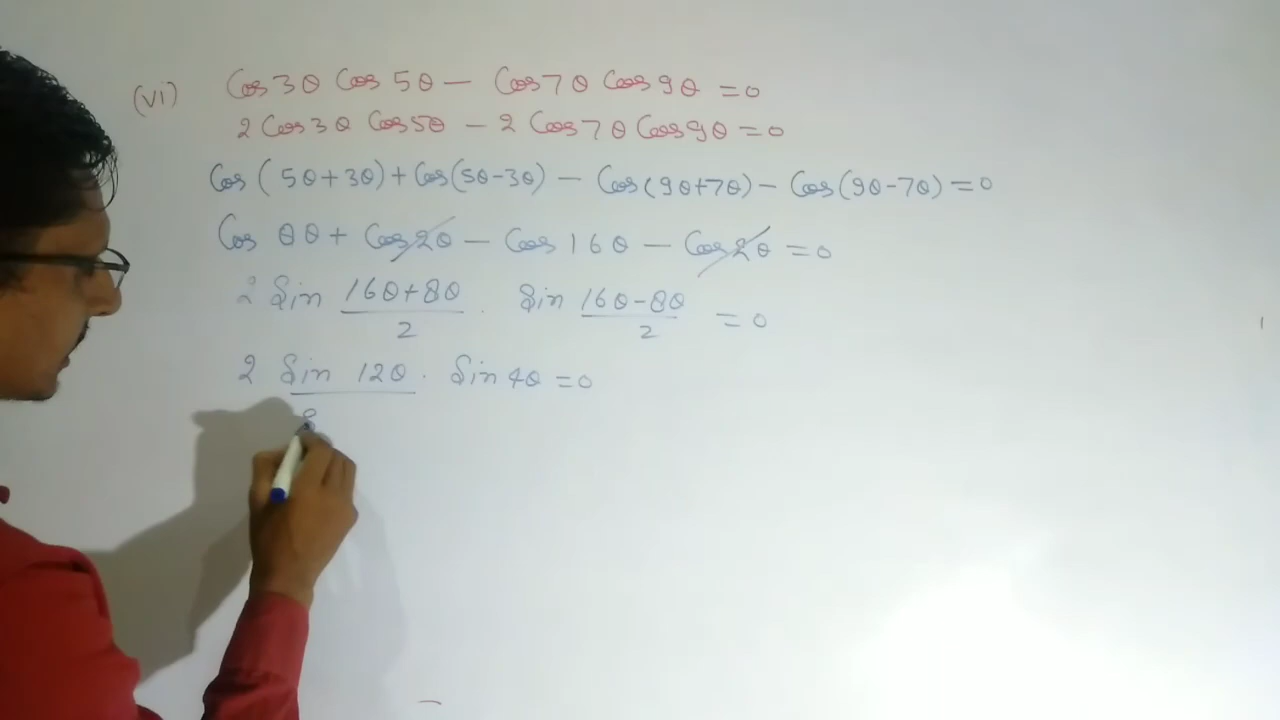 (vi) Cos 3θ Cos 5θ - Cos 7θ Cos 9θ = 0
2 Cos 3θ Cos 5θ - 2 Cos 7θ Cos 9θ = 0
Cos (5θ+3θ) + Cos(5θ-3θ) - Cos(9θ+7θ) - Cos(9θ-7θ) = 0
Cos 8θ + Cos 2θ - Cos 16θ - Cos 2θ = 0
2 Sin (16θ+8θ)/2 . Sin (16θ-8θ)/2 = 0
2 Sin 12θ . Sin 4θ = 0